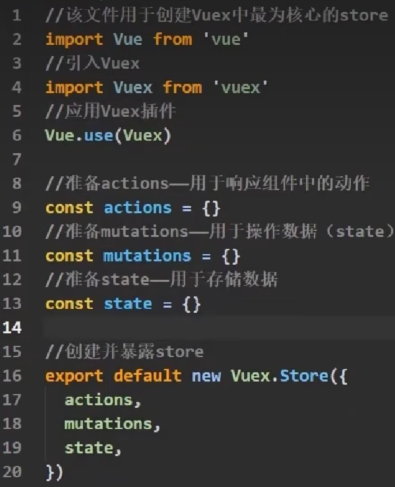 1 //该文件用于创建Vuex中最为核心的store
2 import Vue from 'vue'
3 //引入Vuex
4 import Vuex from 'vuex'
5 //应用Vuex插件
6 Vue.use(Vuex)
7
8 //准备actions——用于响应组件中的动作
9 const actions = {}
10 //准备mutations——用于操作数据（state）
11 const mutations = {}
12 //准备state——用于存储数据
13 const state = {}
14
15 //创建并暴露store
16 export default new Vuex.Store({
17   actions,
18   mutations,
19   state,
20 })